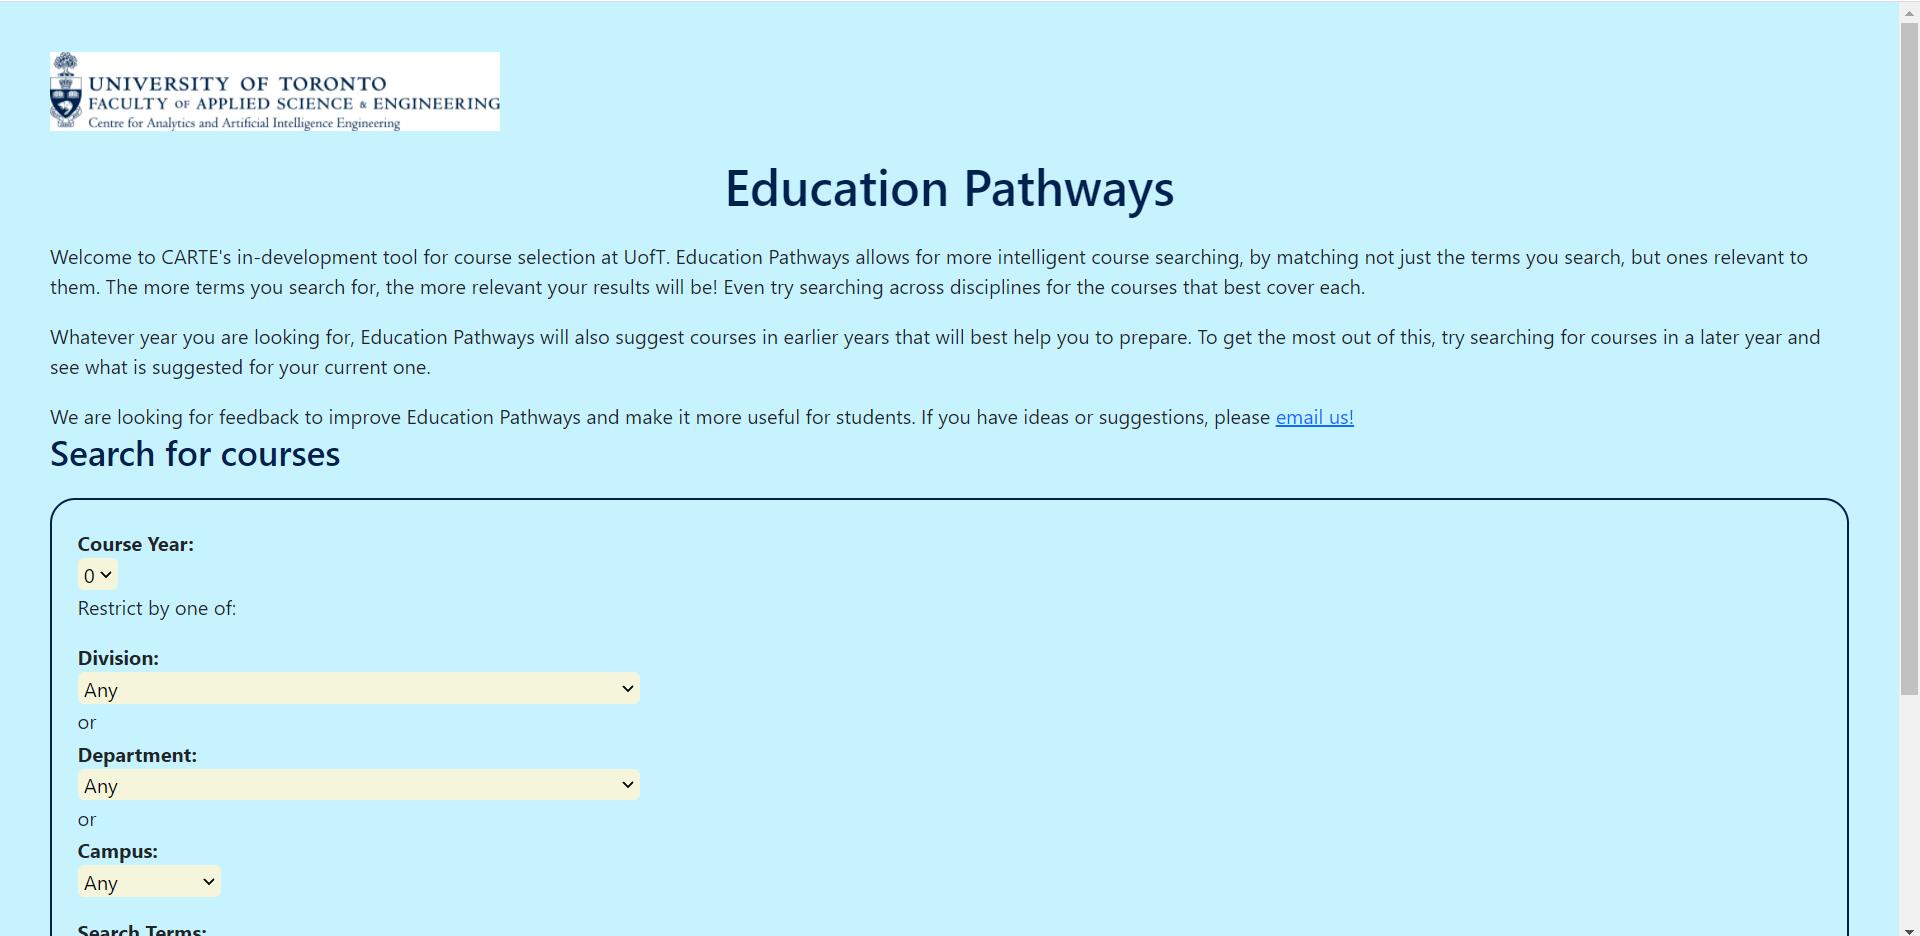 UNIVERSITY OF TORONTO
FACULTY OF APPLIED SCIENCE & ENGINEERING
Centre for Analytics and Artificial Intelligence Engineering
Education Pathways
Welcome to CARTE's in-development tool for course selection at UofT. Education Pathways allows for more intelligent course searching, by matching not just the terms you search, but ones relevant to
them. The more terms you search for, the more relevant your results will be! Even try searching across disciplines for the courses that best cover each.
Whatever year you are looking for, Education Pathways will also suggest courses in earlier years that will best help you to prepare. To get the most out of this, try searching for courses in a later year and
see what is suggested for your current one.
We are looking for feedback to improve Education Pathways and make it more useful for students. If you have ideas or suggestions, please email us!
Search for courses
Course Year:
0
Restrict by one of:
Division:
Any
or
Department:
Any
or
Campus:
Any
Search Terms: